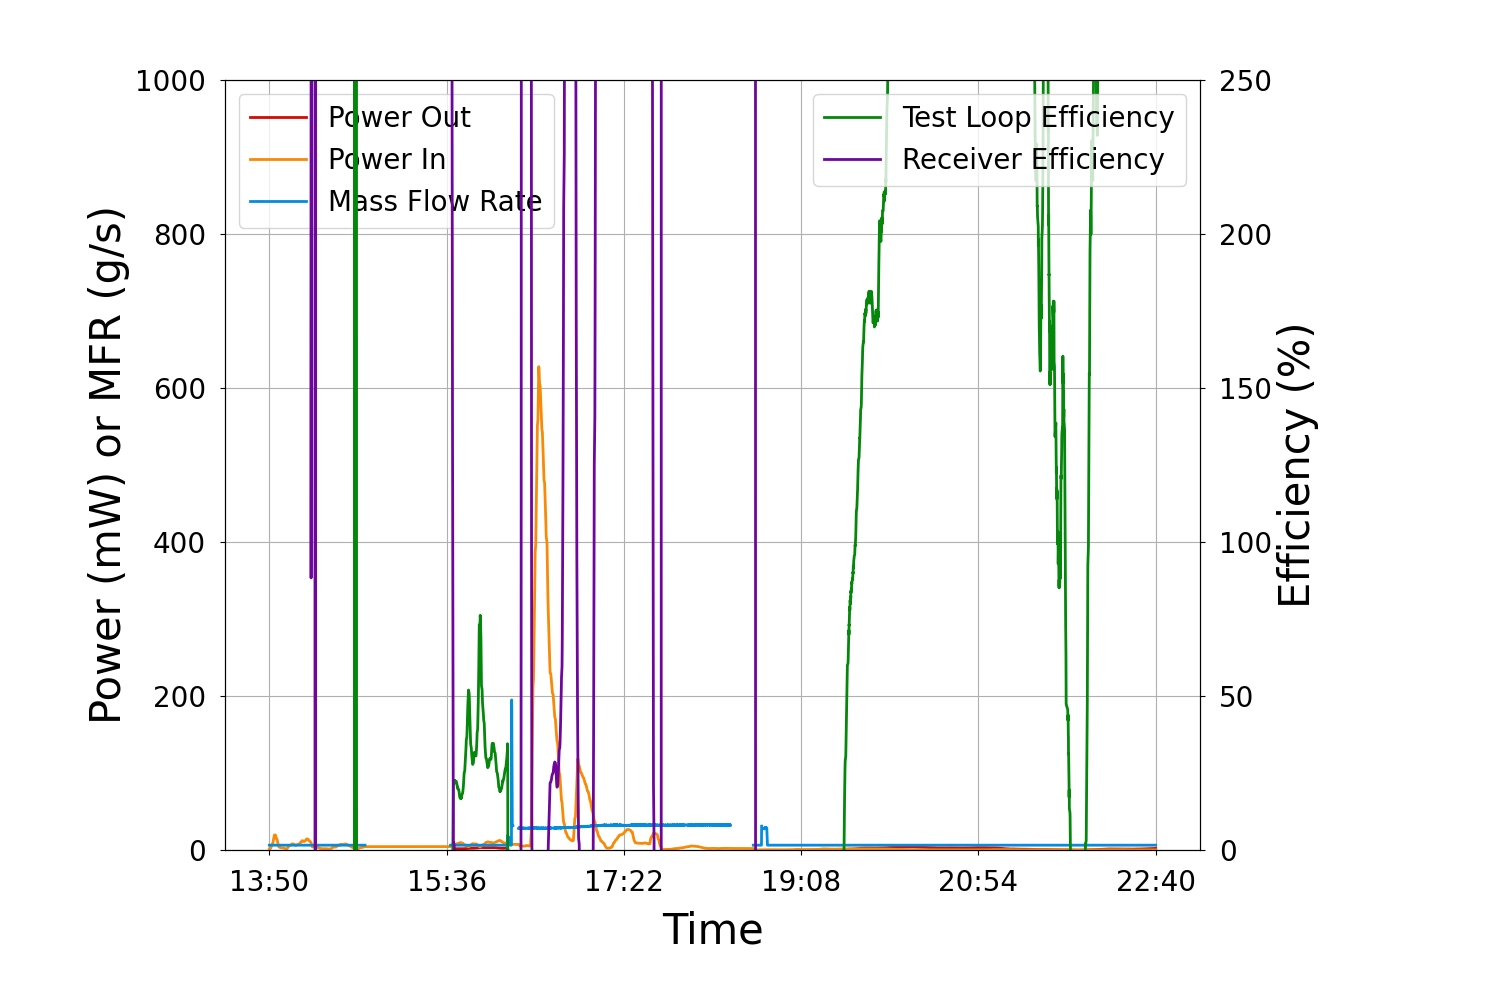 1000
800
600
400
200
0
Power (mW) or MFR (g/s)
Power Out
Power In
Mass Flow Rate
Test Loop Efficiency
Receiver Efficiency
250
200
150
100
50
0
Efficiency (%)
13:50 15:36 17:22 19:08 20:54 22:40
Time